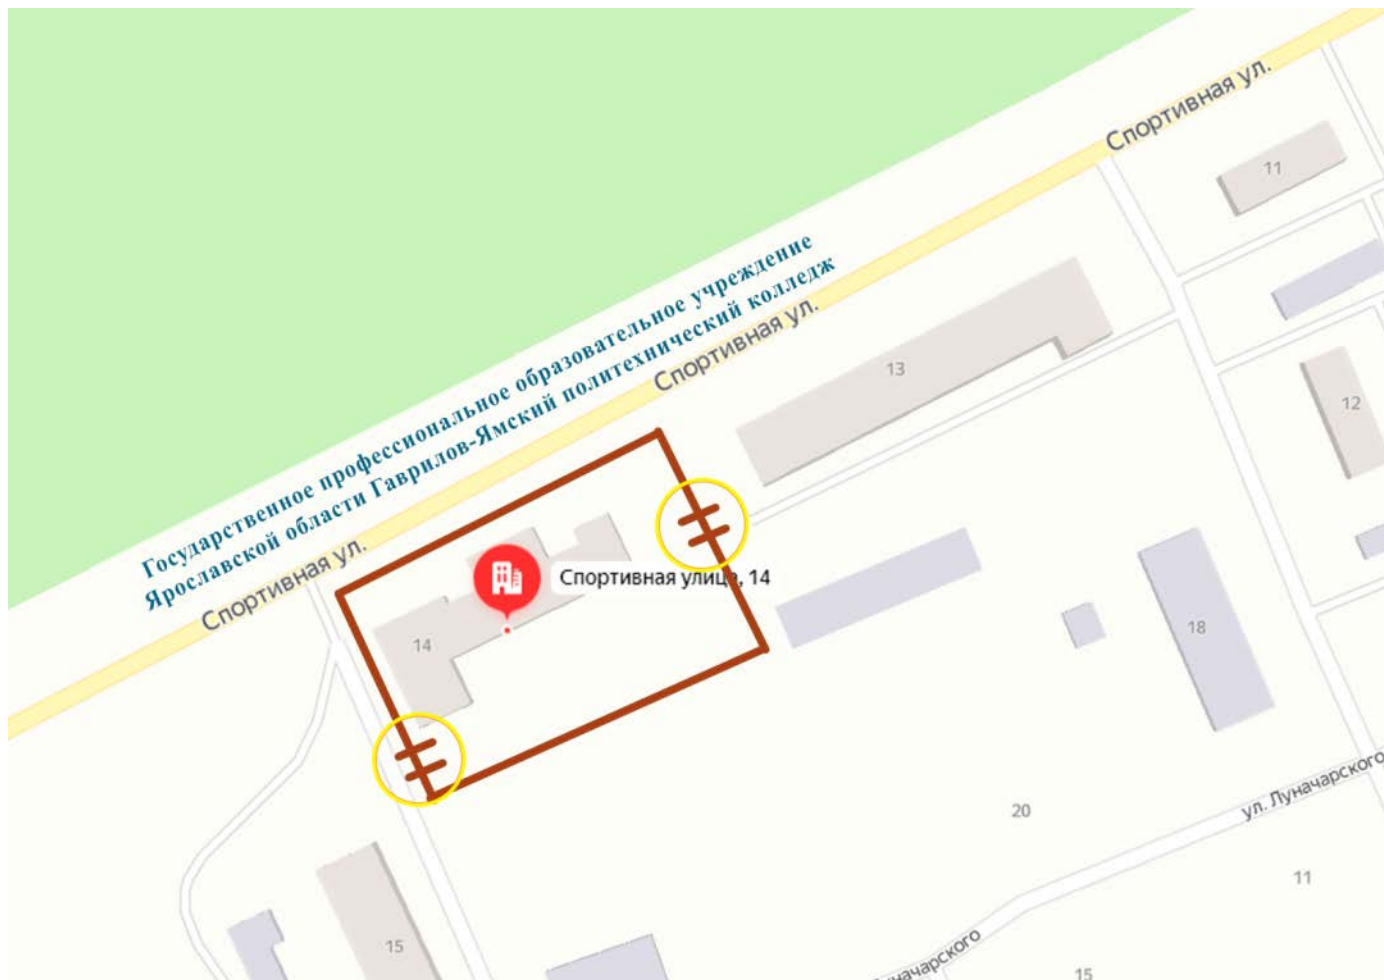 Спортивная ул.
11
Государственное профессиональное образовательное учреждение
Ярославской области Гаврилов-Ямский политехнический колледж
Спортивная ул.
13
12
Спортивная ул.
Спортивная улица, 14
14
18
ул. Луначарского
20
11
15
15